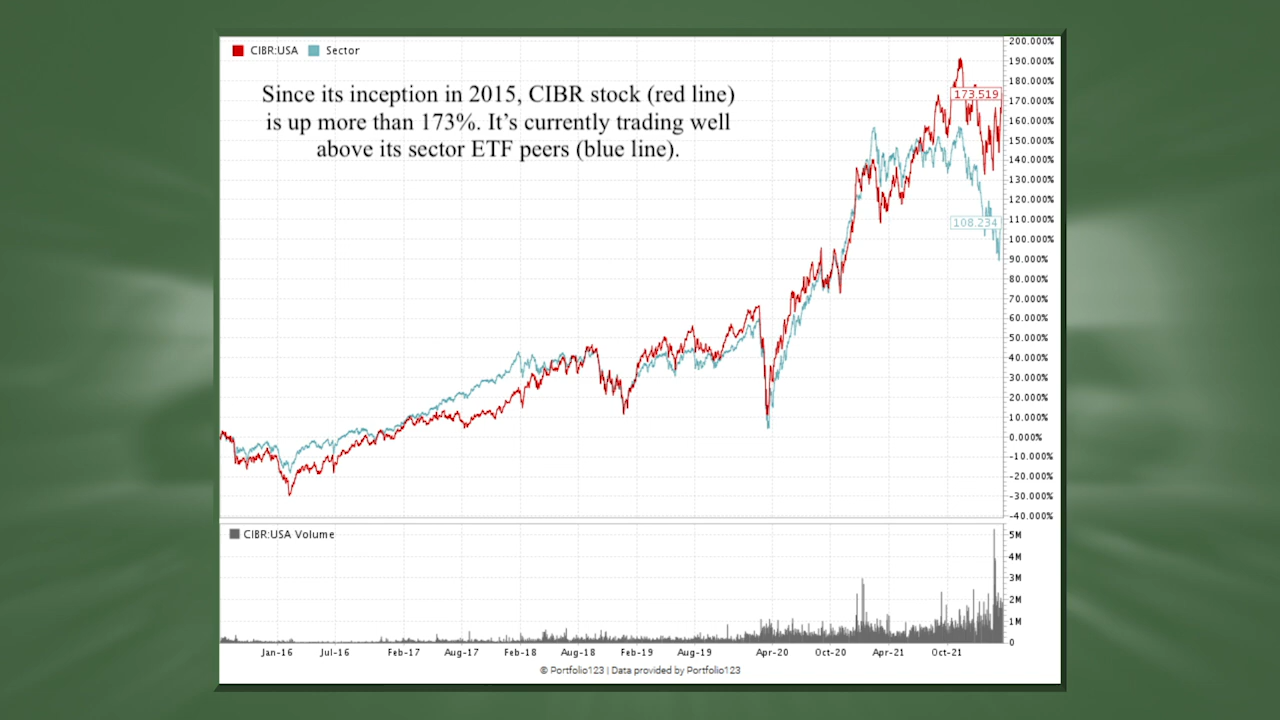 CIBR:USA Sector
Since its inception in 2015, CIBR stock (red line)
is up more than 173%. It’s currently trading well
above its sector ETF peers (blue line).
200.000%
190.000%
180.000%
173.519
170.000%
160.000%
150.000%
140.000%
130.000%
120.000%
110.000%
108.234
100.000%
90.000%
80.000%
70.000%
60.000%
50.000%
40.000%
30.000%
20.000%
10.000%
0.000%
-10.000%
-20.000%
-30.000%
-40.000%
CIBR:USA Volume
5M
4M
3M
2M
1M
0
Jan-16 Jul-16 Feb-17 Aug-17 Feb-18 Aug-18 Feb-19 Aug-19 Apr-20 Oct-20 Apr-21 Oct-21
© Portfolio123 | Data provided by Portfolio123